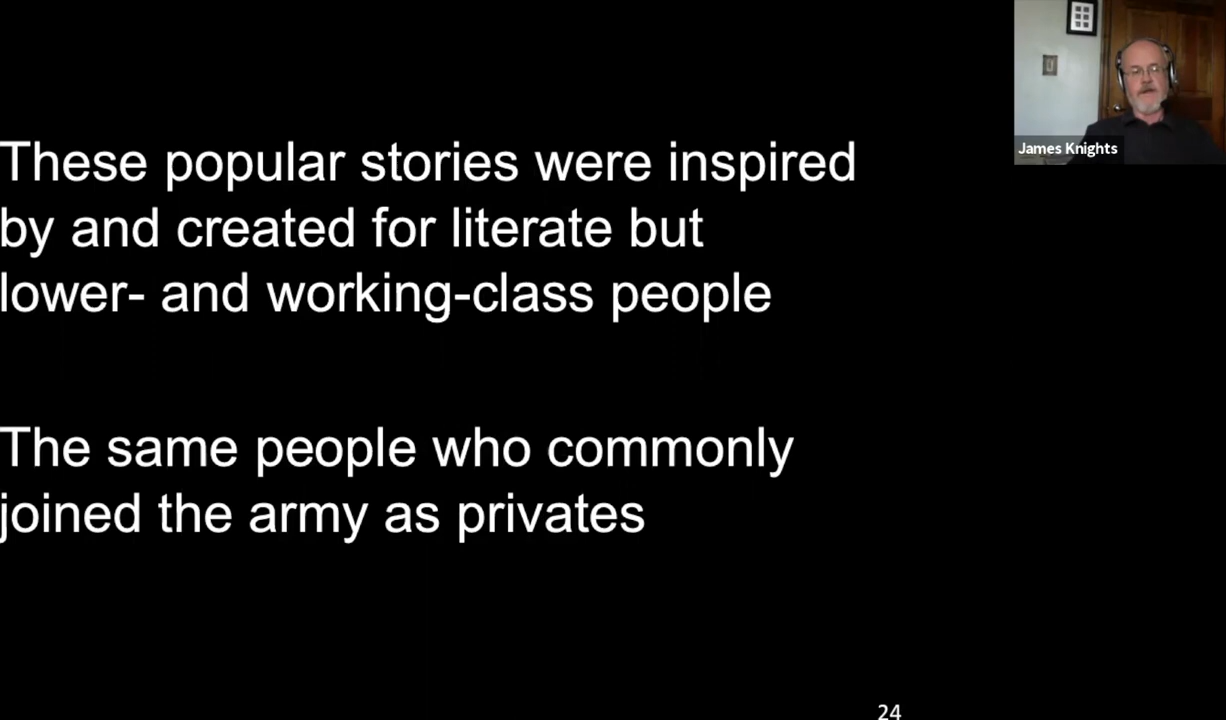 These popular stories were inspired
by and created for literate but
lower- and working-class people
The same people who commonly
joined the army as privates
James Knights
24